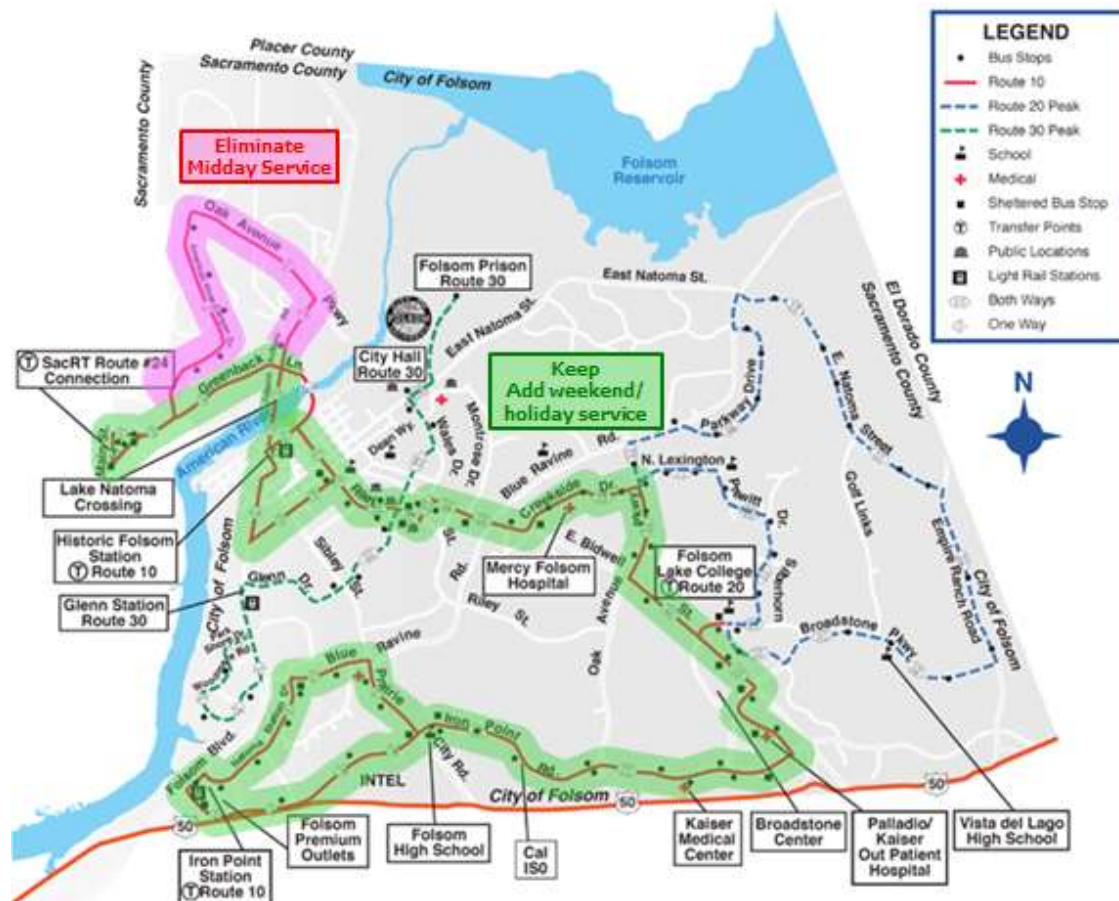 Placer County
Sacramento County
City of Folsom
Sacramento County
Eliminate
Midday Service
Folsom
Reservoir
LEGEND
Bus Stops
Route 10
Route 20 Peak
Route 30 Peak
School
Medical
Sheltered Bus Stop
Transfer Points
Public Locations
Light Rail Stations
Both Ways
One Way
N
El Dorado County
Sacramento County
Oak Avenue
Pkwy
Folsom Prison
Route 30
East Natoma St.
East Natoma St.
City Hall
Route 30
T SacRT Route #24
Connection
Greenback
Ln
Keep
Add weekend/
holiday service
Parkway Drive
E. Natoma
Street
Main St.
American River
Dean Wy.
Wales Dr.
Montrose Dr.
Blue Ravine
Rd.
N. Lexington
Prewitt
Dr.
Golf Links
Empire Ranch Road
City of Folsom
Lake Natoma
Crossing
Riley
St.
Creekside
Dr.
Historic Folsom
Station
T Route 10
City of Folsom
Sibley
St.
Mercy Folsom
Hospital
E. Bidwell
St.
Folsom
Lake College
T Route 20
Silberhorn
Glenn
Dr.
Glenn Station
Route 30
Rd.
Riley St.
Avenue
Oak
Broadstone
Pkwy
Blue
Ravine
Prairie
Folsom Blvd.
Iron Point
Rd.
City Rd.
INTEL
City of Folsom
50
50
50
Iron Point
Station
T Route 10
Folsom
Premium
Outlets
Folsom
High School
Cal
ISO
Kaiser
Medical
Center
Broadstone
Center
Palladio/
Kaiser
Out Patient
Hospital
Vista del Lago
High School